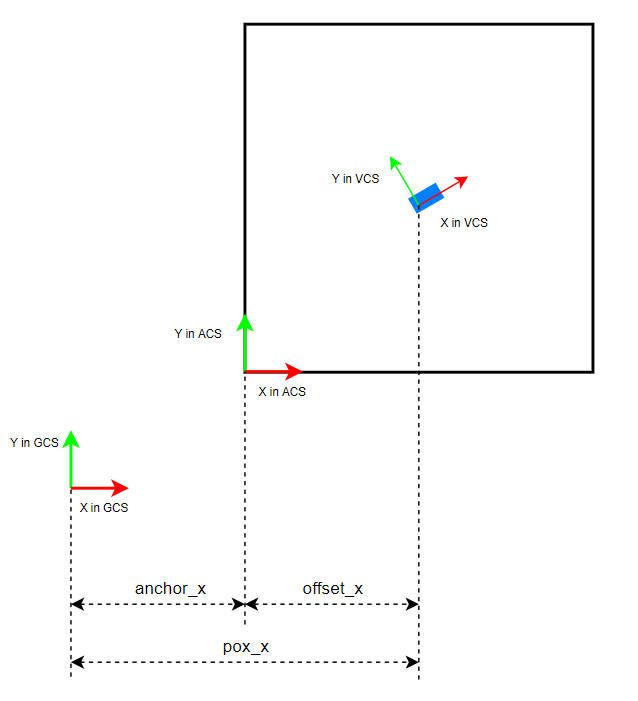 Y in VCS
X in VCS
Y in ACS
X in ACS
Y in GCS
X in GCS
anchor_x
offset_x
pox_x